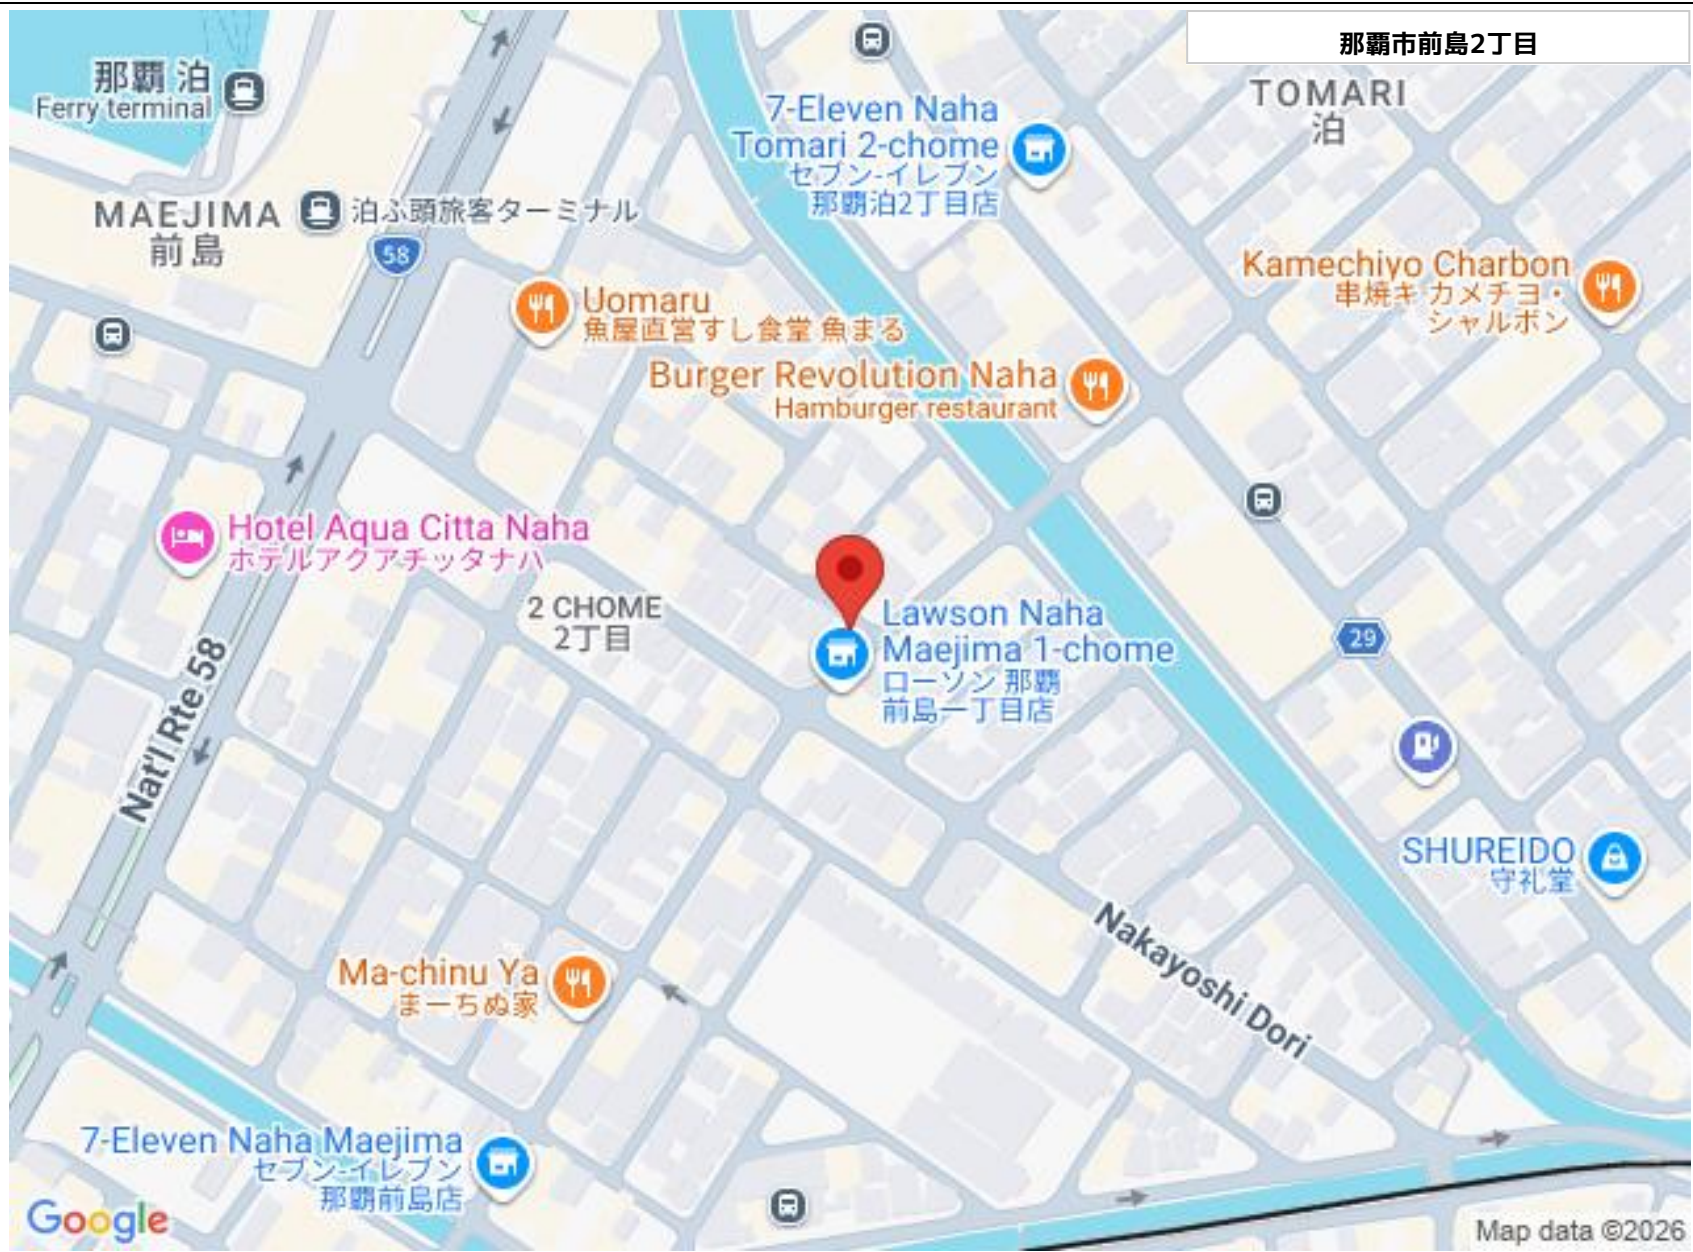 那覇市前島2丁目
那覇 泊
Ferry terminal
TOMARI
泊
7-Eleven Naha
Tomari 2-chome
セブン-イレブン
那覇泊2丁目店
MAEJIMA
前島
泊ふ頭旅客ターミナル
58
Kamechiyo Charbon
串焼キ カメチヨ・
シャルボン
Uomaru
魚屋直営すし食堂 魚まる
Burger Revolution Naha
Hamburger restaurant
Hotel Aqua Citta Naha
ホテルアクアチッタナハ
2 CHOME
2丁目
Lawson Naha
Maejima 1-chome
ローソン 那覇
前島一丁目店
29
Nat'l Rte 58
SHUREIDO
守礼堂
Nakayoshi Dori
Ma-chinu Ya
まーちぬ家
7-Eleven Naha Maejima
セブン-イレブン
那覇前島店
Google
Map data ©2026